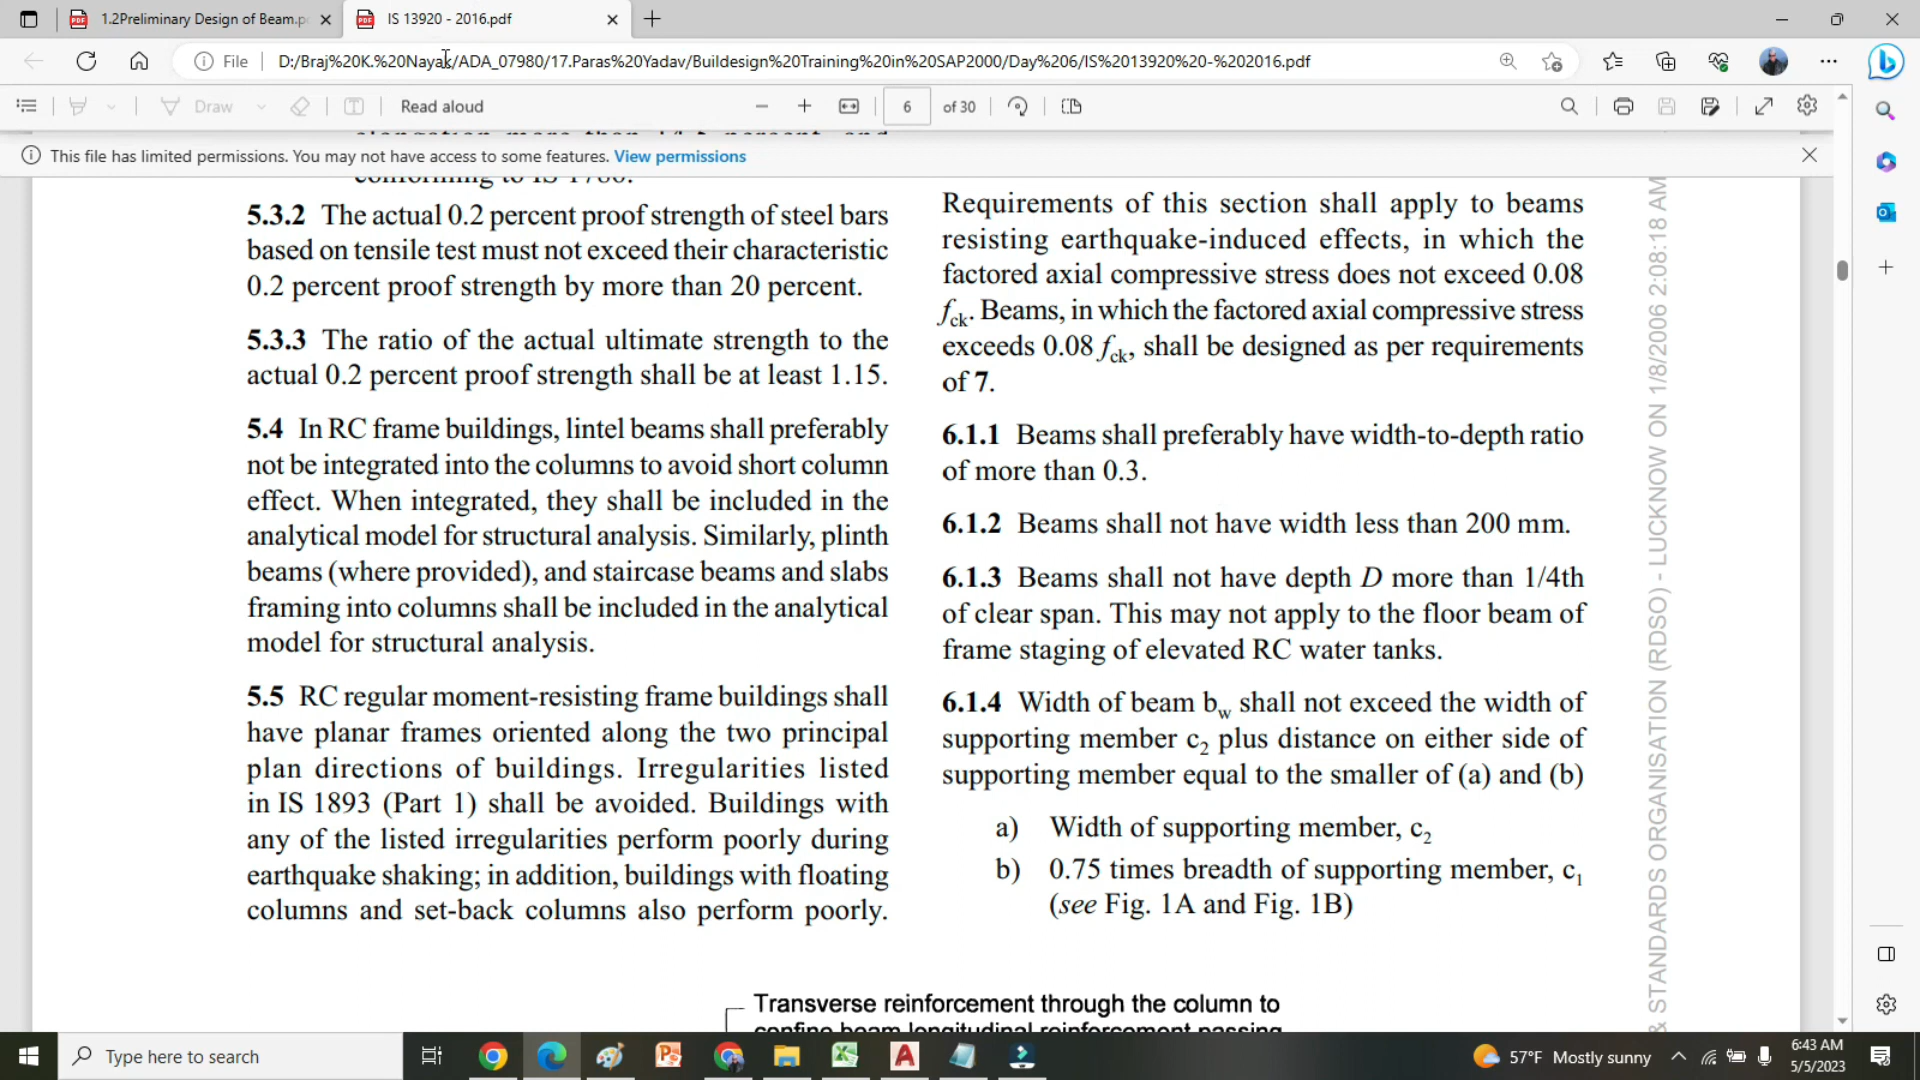 1.2Preliminary Design of Beam.p
IS 13920 - 2016.pdf
File
D:/Braj%20K.%20Nayak/ADA_07980/17.Paras%20Yadav/Buildesign%20Training%20in%20SAP2000/Day%206/IS%2013920%20-%202016.pdf
Draw
Read aloud
6 of 30
This file has limited permissions. You may not have access to some features. View permissions
5.3.2 The actual 0.2 percent proof strength of steel bars
based on tensile test must not exceed their characteristic
0.2 percent proof strength by more than 20 percent.
5.3.3 The ratio of the actual ultimate strength to the
actual 0.2 percent proof strength shall be at least 1.15.
5.4 In RC frame buildings, lintel beams shall preferably
not be integrated into the columns to avoid short column
effect. When integrated, they shall be included in the
analytical model for structural analysis. Similarly, plinth
beams (where provided), and staircase beams and slabs
framing into columns shall be included in the analytical
model for structural analysis.
5.5 RC regular moment-resisting frame buildings shall
have planar frames oriented along the two principal
plan directions of buildings. Irregularities listed
in IS 1893 (Part 1) shall be avoided. Buildings with
any of the listed irregularities perform poorly during
earthquake shaking; in addition, buildings with floating
columns and set-back columns also perform poorly.
Requirements of this section shall apply to beams
resisting earthquake-induced effects, in which the
factored axial compressive stress does not exceed 0.08
fck. Beams, in which the factored axial compressive stress
exceeds 0.08 fck, shall be designed as per requirements
of 7.
6.1.1 Beams shall preferably have width-to-depth ratio
of more than 0.3.
6.1.2 Beams shall not have width less than 200 mm.
6.1.3 Beams shall not have depth D more than 1/4th
of clear span. This may not apply to the floor beam of
frame staging of elevated RC water tanks.
6.1.4 Width of beam bw shall not exceed the width of
supporting member c2 plus distance on either side of
supporting member equal to the smaller of (a) and (b)
a) Width of supporting member, c2
b) 0.75 times breadth of supporting member, c1
(see Fig. 1A and Fig. 1B)
Transverse reinforcement through the column to
confine beam longitudinal reinforcement passing
& STANDARDS ORGANISATION (RDSO) - LUCKNOW ON 1/8/2006 2:08:18 AM
Type here to search
57°F Mostly sunny
6:43 AM
5/5/2023